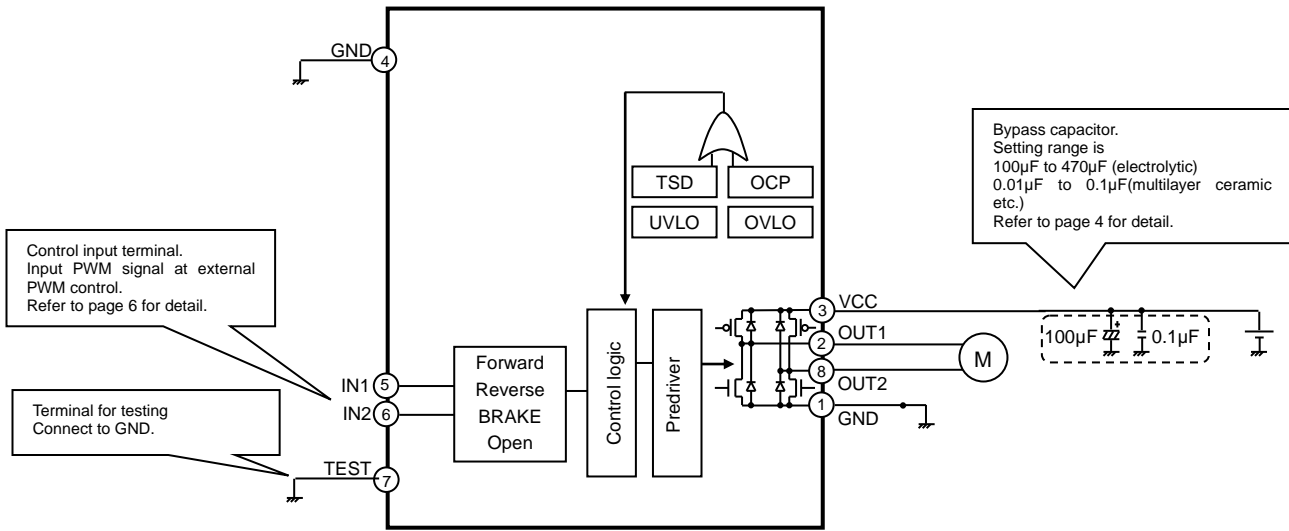 GND
4
TSD
OCP
UVLO
OVLO
Bypass capacitor.
Setting range is
100µF to 470µF (electrolytic)
0.01µF to 0.1µF(multilayer ceramic
etc.)
Refer to page 4 for detail.
Control input terminal.
Input PWM signal at external
PWM control.
Refer to page 6 for detail.
Terminal for testing
Connect to GND.
IN1
5
IN2
6
TEST
7
Forward
Reverse
BRAKE
Open
Control logic
Predriver
3
VCC
2
OUT1
8
OUT2
1
GND
M
100µF
+
0.1µF